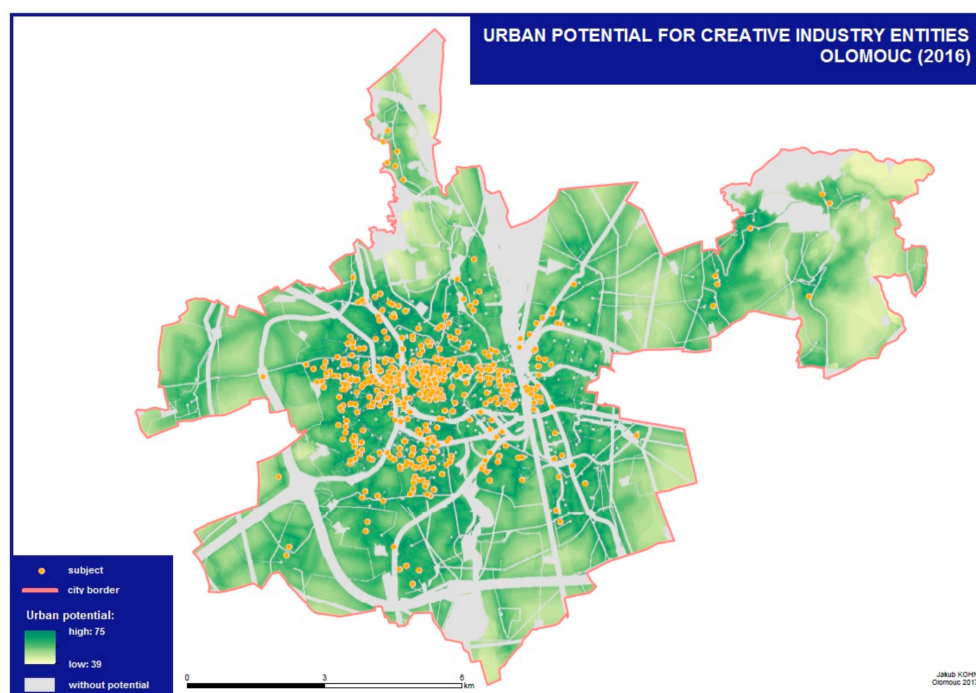 URBAN POTENTIAL FOR CREATIVE INDUSTRY ENTITIES
OLOMOUC (2016)
subject
city border
Urban potential:
high: 75
low: 39
without potential
0 3 6
km
Jakub KOHN
Olomouc